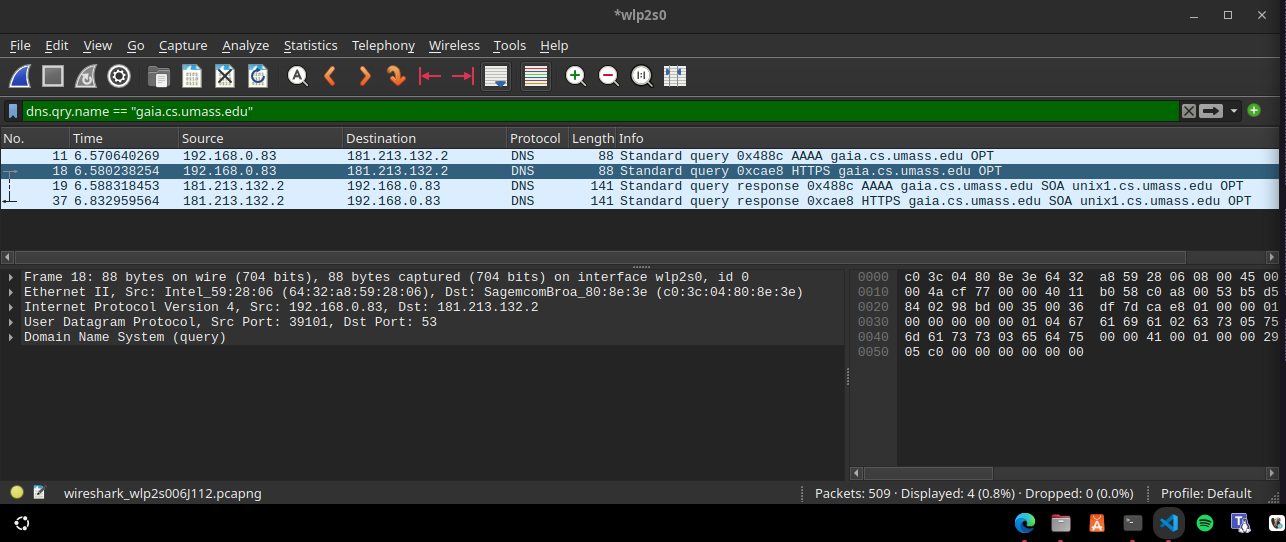 *wlp2s0
File Edit View Go Capture Analyze Statistics Telephony Wireless Tools Help
dns.qry.name == "gaia.cs.umass.edu"
No. Time Source Destination Protocol Length Info
11 6.570640269 192.168.0.83 181.213.132.2 DNS 88 Standard query 0x488c AAAA gaia.cs.umass.edu OPT
18 6.580238254 192.168.0.83 181.213.132.2 DNS 88 Standard query 0xcae8 HTTPS gaia.cs.umass.edu OPT
19 6.588318453 181.213.132.2 192.168.0.83 DNS 141 Standard query response 0x488c AAAA gaia.cs.umass.edu SOA unix1.cs.umass.edu OPT
37 6.832959564 181.213.132.2 192.168.0.83 DNS 141 Standard query response 0xcae8 HTTPS gaia.cs.umass.edu SOA unix1.cs.umass.edu OPT
Frame 18: 88 bytes on wire (704 bits), 88 bytes captured (704 bits) on interface wlp2s0, id 0
Ethernet II, Src: Intel_59:28:06 (64:32:a8:59:28:06), Dst: SagemcomBroa_80:8e:3e (c0:3c:04:80:8e:3e)
Internet Protocol Version 4, Src: 192.168.0.83, Dst: 181.213.132.2
User Datagram Protocol, Src Port: 39101, Dst Port: 53
Domain Name System (query)
0000 c0 3c 04 80 8e 3e 64 32 a8 59 28 06 08 00 45 00
0010 00 4a cf 77 00 00 40 11 b0 58 c0 a8 00 53 b5 d5
0020 84 02 98 bd 00 35 00 36 df 7d ca e8 01 00 00 01
0030 00 00 00 00 00 01 04 67 61 69 61 02 63 73 05 75
0040 6d 61 73 73 03 65 64 75 00 00 41 00 01 00 00 29
0050 05 c0 00 00 00 00 00 00
wireshark_wlp2s006J112.pcapng
Packets: 509 · Displayed: 4 (0.8%) · Dropped: 0 (0.0%)
Profile: Default